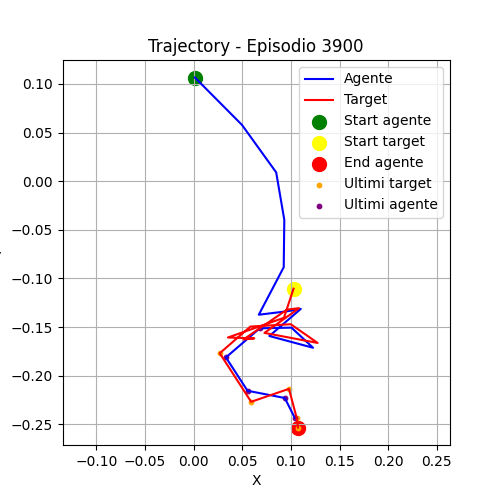 Trajectory - Episodio 3900
Agente
Target
Start agente
Start target
End agente
Ultimi target
Ultimi agente
0.10
0.05
0.00
−0.05
−0.10
−0.15
−0.20
−0.25
−0.10 −0.05 0.00 0.05 0.10 0.15 0.20 0.25
X